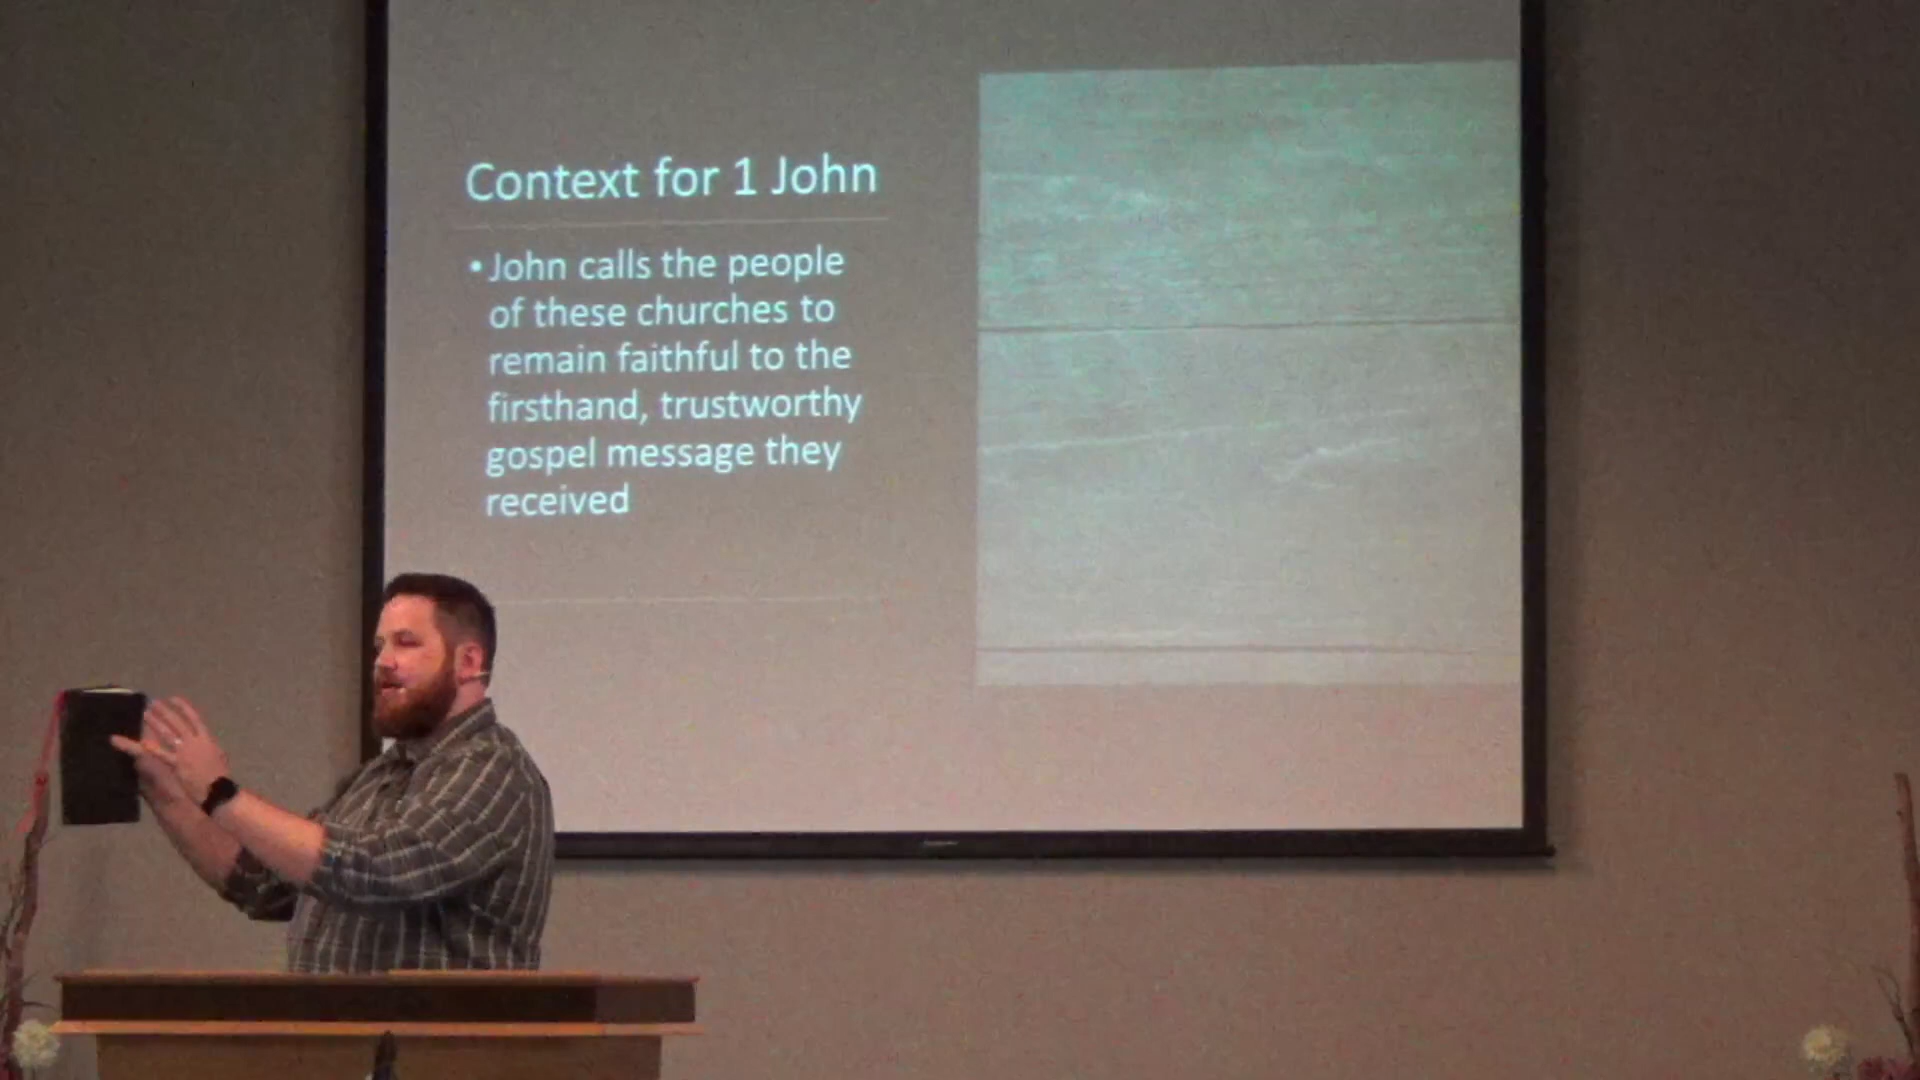 Context for 1 John
• John calls the people
of these churches to
remain faithful to the
firsthand, trustworthy
gospel message they
received